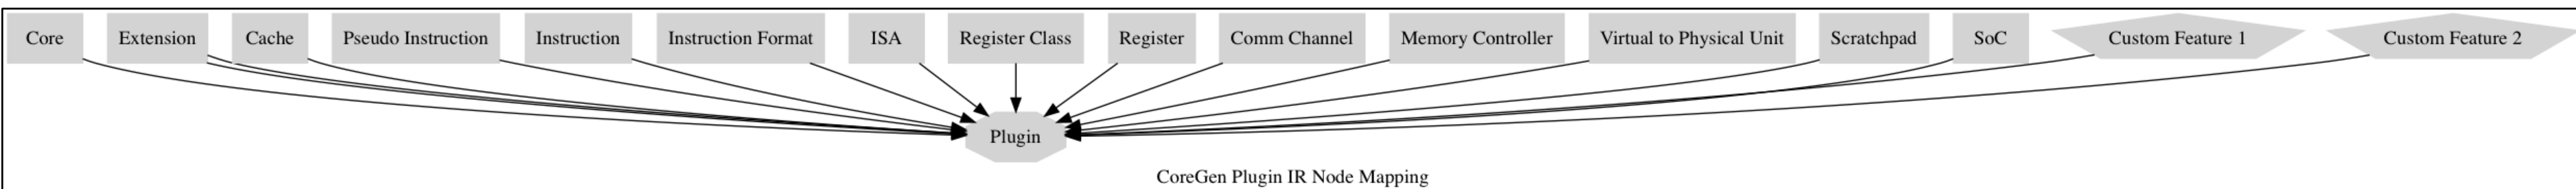 Core Extension Cache Pseudo Instruction Instruction Instruction Format ISA Register Class Register Comm Channel Memory Controller Virtual to Physical Unit Scratchpad SoC Custom Feature 1 Custom Feature 2
Plugin
CoreGen Plugin IR Node Mapping